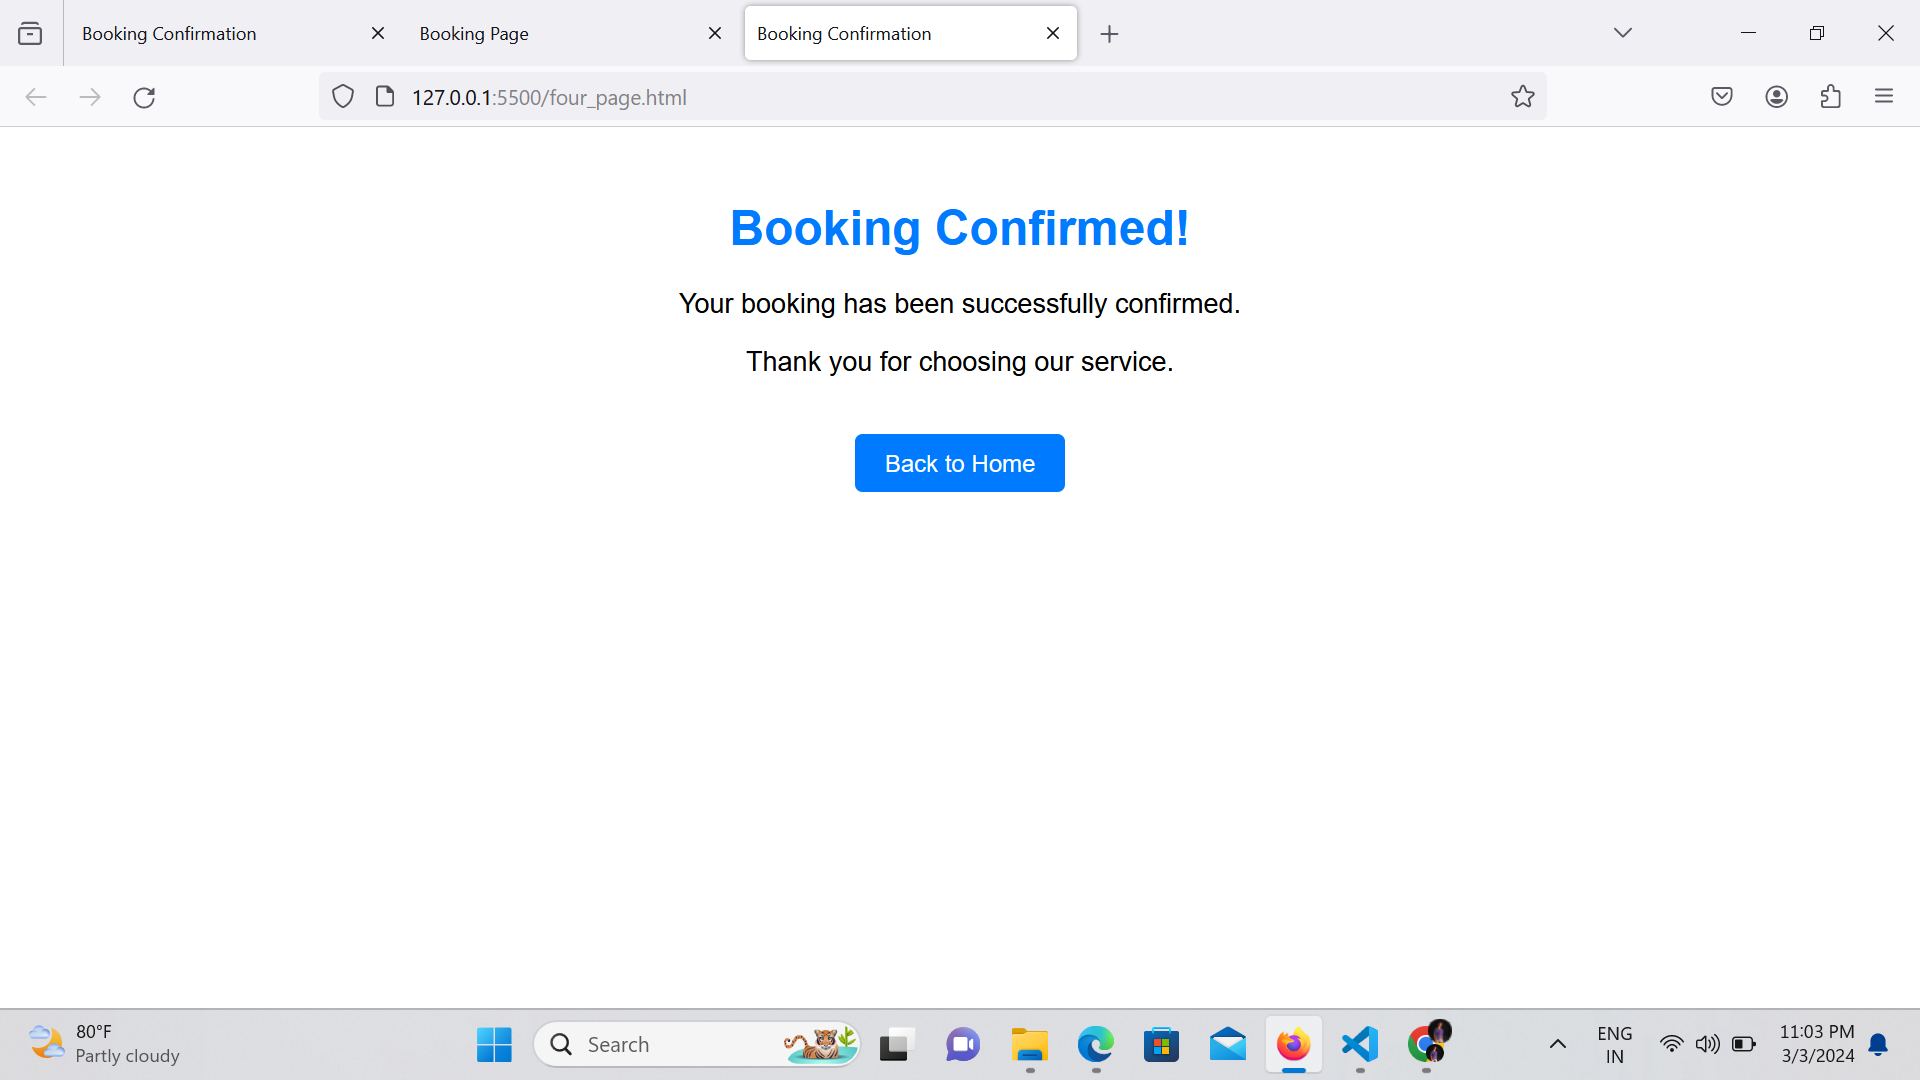 Booking Confirmation
Booking Page
Booking Confirmation
127.0.0.1:5500/four_page.html
Booking Confirmed!
Your booking has been successfully confirmed.
Thank you for choosing our service.
Back to Home
80°F
Partly cloudy
Search
ENG
IN
11:03 PM
3/3/2024